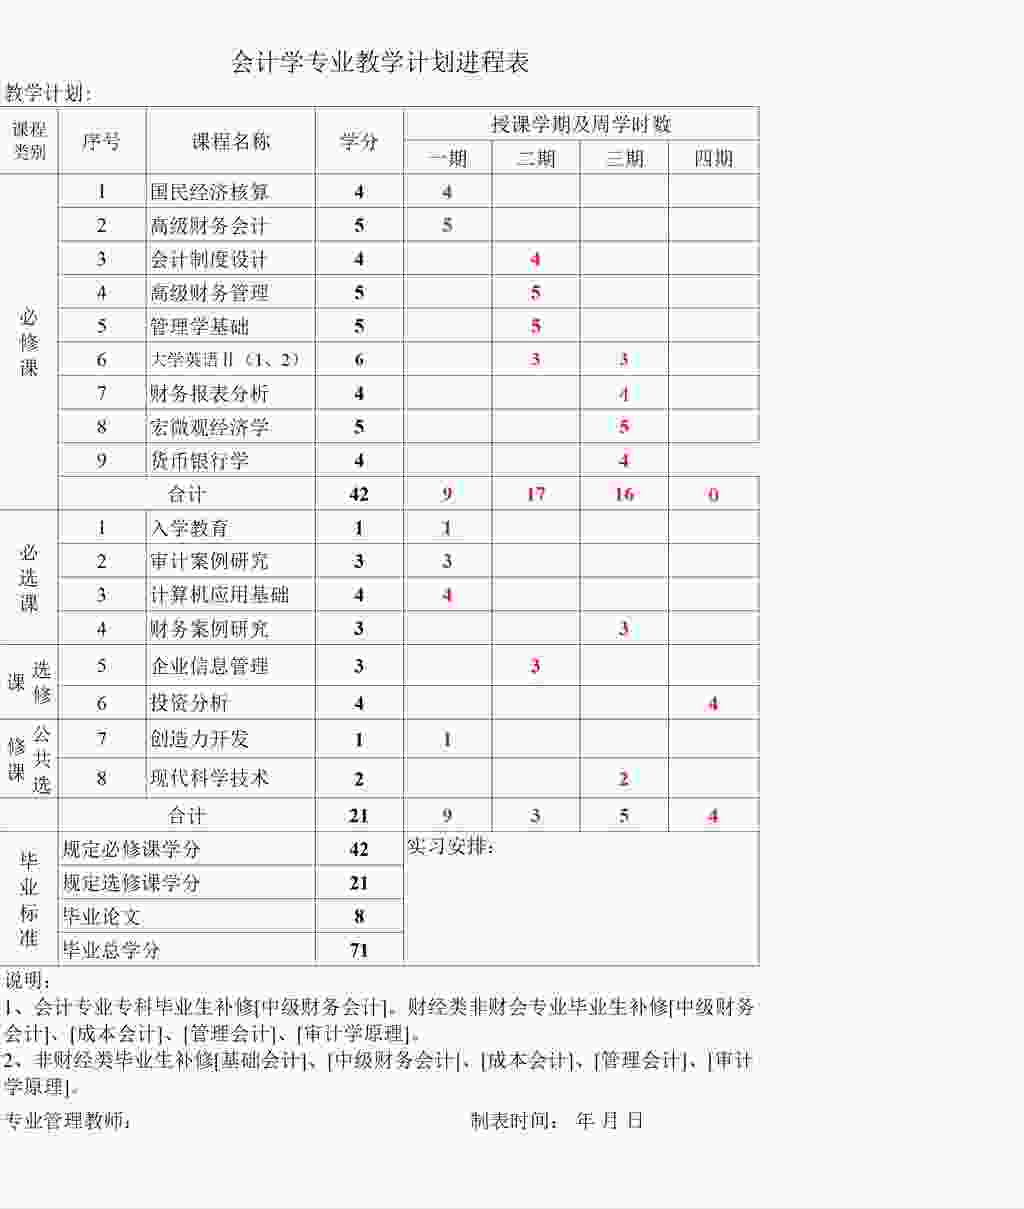 会计学专业教学计划进程表
教学计划:
课程类别 序号 课程名称 学分 授课学期及周学时数
一期 二期 三期 四期
必修课
1 国民经济核算 4 4
2 高级财务会计 5 5
3 会计制度设计 4 4
4 高级财务管理 5 5
5 管理学基础 5 5
6 大学英语Ⅱ（1、2） 6 3 3
7 财务报表分析 4 4
8 宏微观经济学 5 5
9 货币银行学 4 4
合计 42 9 17 16 0
必选课
1 入学教育 1 1
2 审计案例研究 3 3
3 计算机应用基础 4 4
4 财务案例研究 3 3
选修课
5 企业信息管理 3 3
6 投资分析 4 4
公共选修课
7 创造力开发 1 1
8 现代科学技术 2 2
合计 21 9 3 5 4
毕业标准
规定必修课学分 42 实习安排：
规定选修课学分 21
毕业论文 8
毕业总学分 71
说明：
1、会计专业专科毕业生补修[中级财务会计]。财经类非财会专业毕业生补修[中级财务
会计]、[成本会计]、[管理会计]、[审计学原理]。
2、非财经类毕业生补修[基础会计]、[中级财务会计]、[成本会计]、[管理会计]、[审计
学原理]。
专业管理教师： 制表时间： 年 月 日